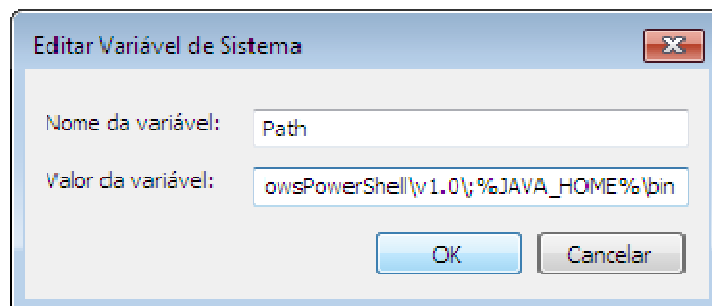 Editar Variável de Sistema
Nome da variável: Path
Valor da variável: owsPowerShell\v1.0\;%JAVA_HOME%\bin
OK Cancelar